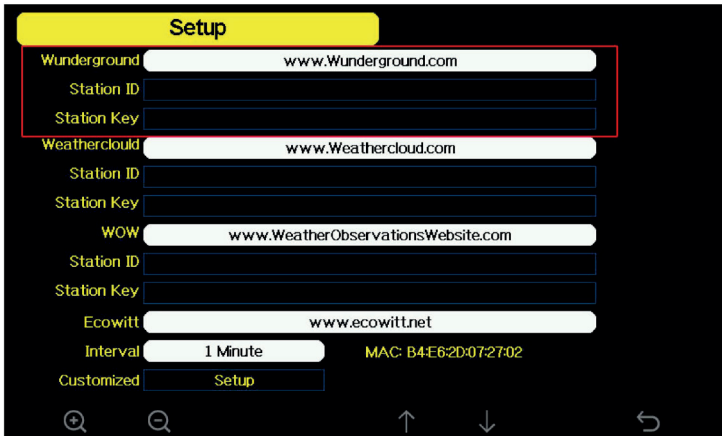 Setup
Wunderground www.Wunderground.com
Station ID
Station Key
Weatherclould www.Weathercloud.com
Station ID
Station Key
WOW www.WeatherObservationsWebsite.com
Station ID
Station Key
Ecowitt www.ecowitt.net
Interval 1 Minute MAC: B4:E6:2D:07:27:02
Customized Setup